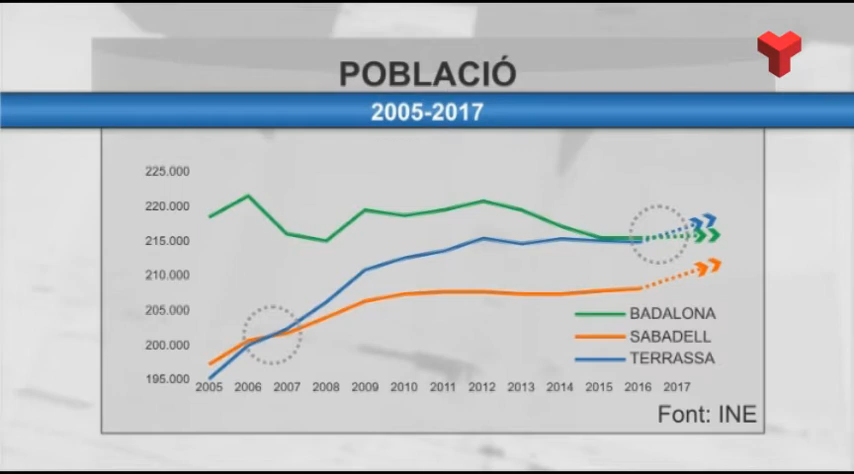 POBLACIÓ
2005-2017
225.000
220.000
215.000
210.000
205.000
200.000
195.000
2005 2006 2007 2008 2009 2010 2011 2012 2013 2014 2015 2016 2017
BADALONA
SABADELL
TERRASSA
Font: INE